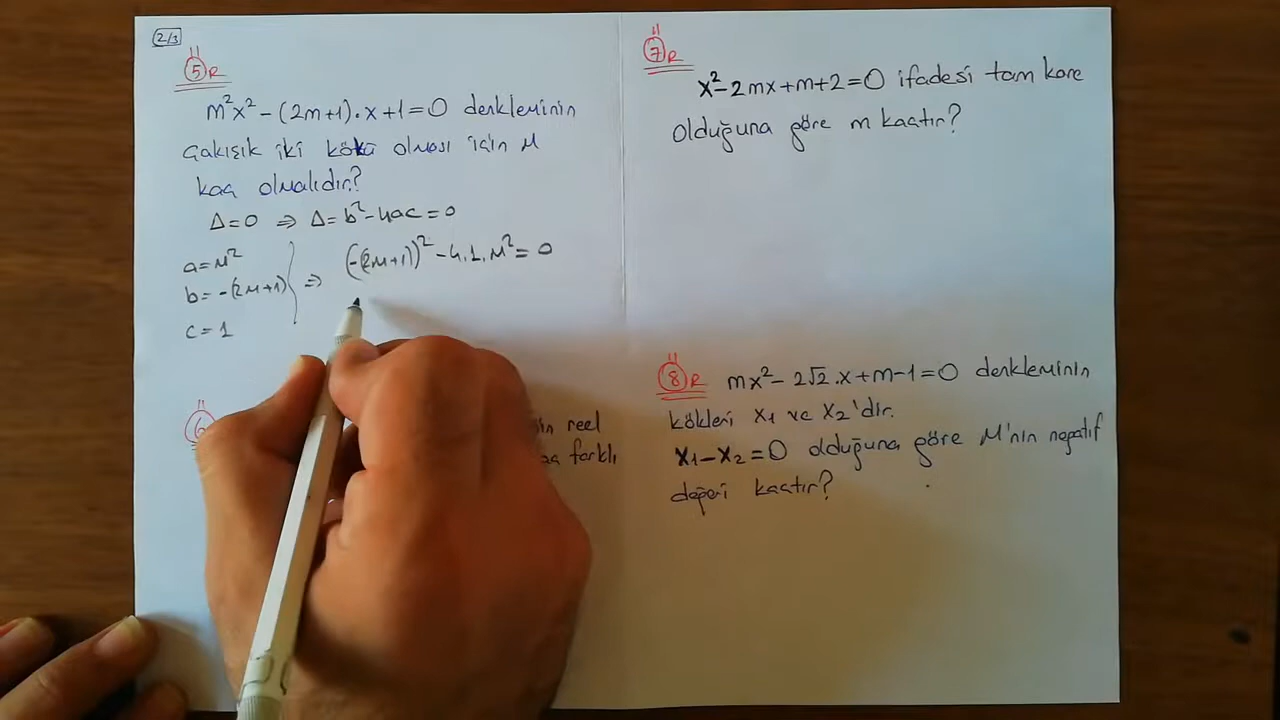 2/3
5 R
m²x² - (2m+1).x+1=0 denkleminin
Çakışık iki kökü olması için M
kaç olmalıdır?
Δ=0 ⇒ Δ=b²-4ac=0
a=M²
b=-(2M+1)
c=1
⇒ (-(2M+1))² - 4.1.M² = 0
6
in reel
farklı
7 R
x²-2mx+m+2=0 ifadesi tam kare
olduğuna göre m kaçtır?
8 R
mx² - 2√2.x+m-1=0 denkleminin
kökleri x₁ ve x₂'dir.
x₁-x₂=0 olduğuna göre M'nin negatif
değeri kaçtır?